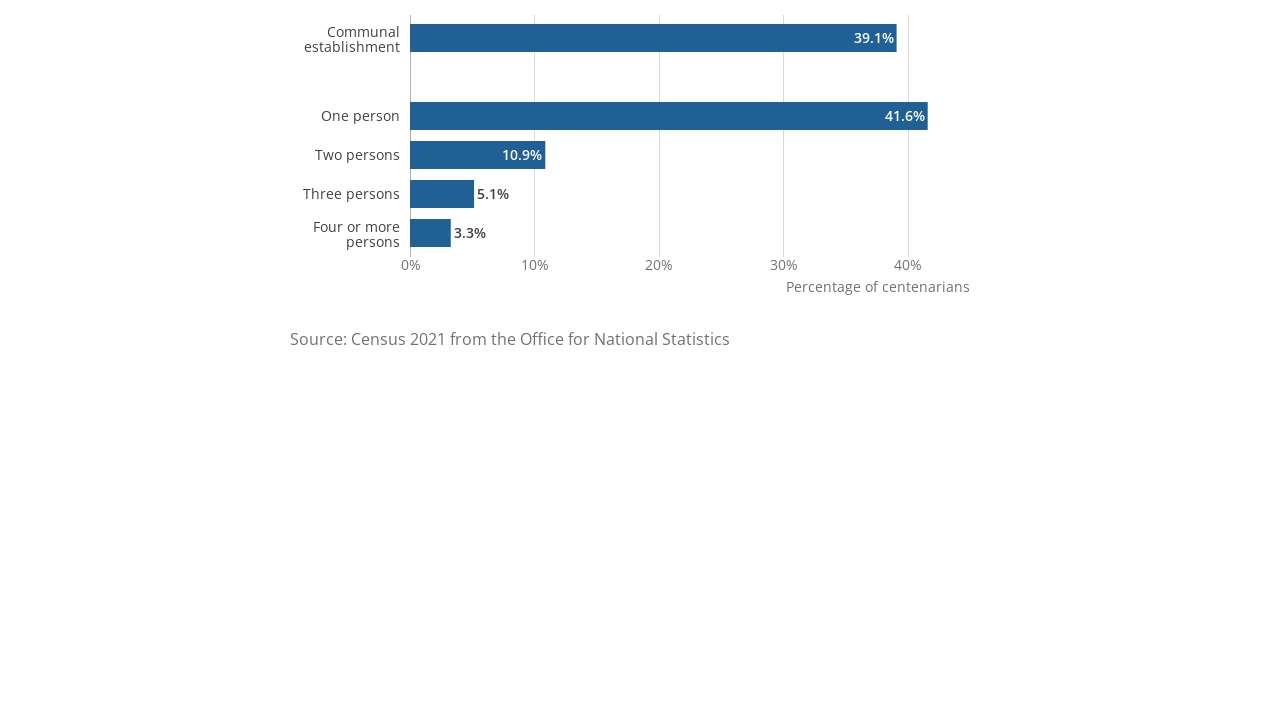 Communal
establishment
39.1%
One person
41.6%
Two persons
10.9%
Three persons
5.1%
Four or more
persons
3.3%
0%
10%
20%
30%
40%
Percentage of centenarians
Source: Census 2021 from the Office for National Statistics